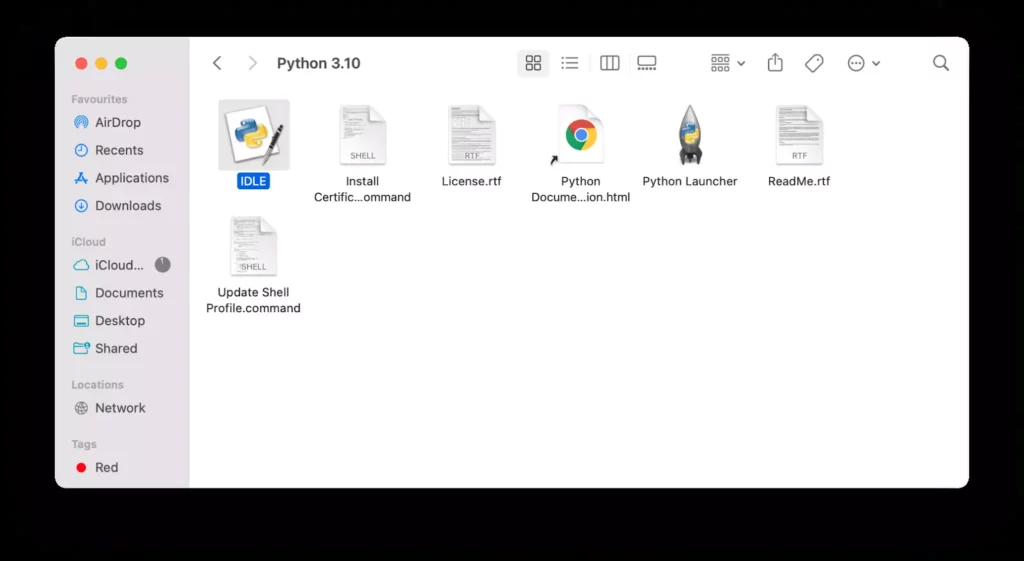 Python 3.10
Favourites
AirDrop
Recents
Applications
Downloads
iCloud
iCloud...
Documents
Desktop
Shared
Locations
Network
Tags
Red
IDLE
SHELL
Install
Certific...ommand
RTF
License.rtf
Python
Docume...ion.html
Python Launcher
RTF
ReadMe.rtf
SHELL
Update Shell
Profile.command